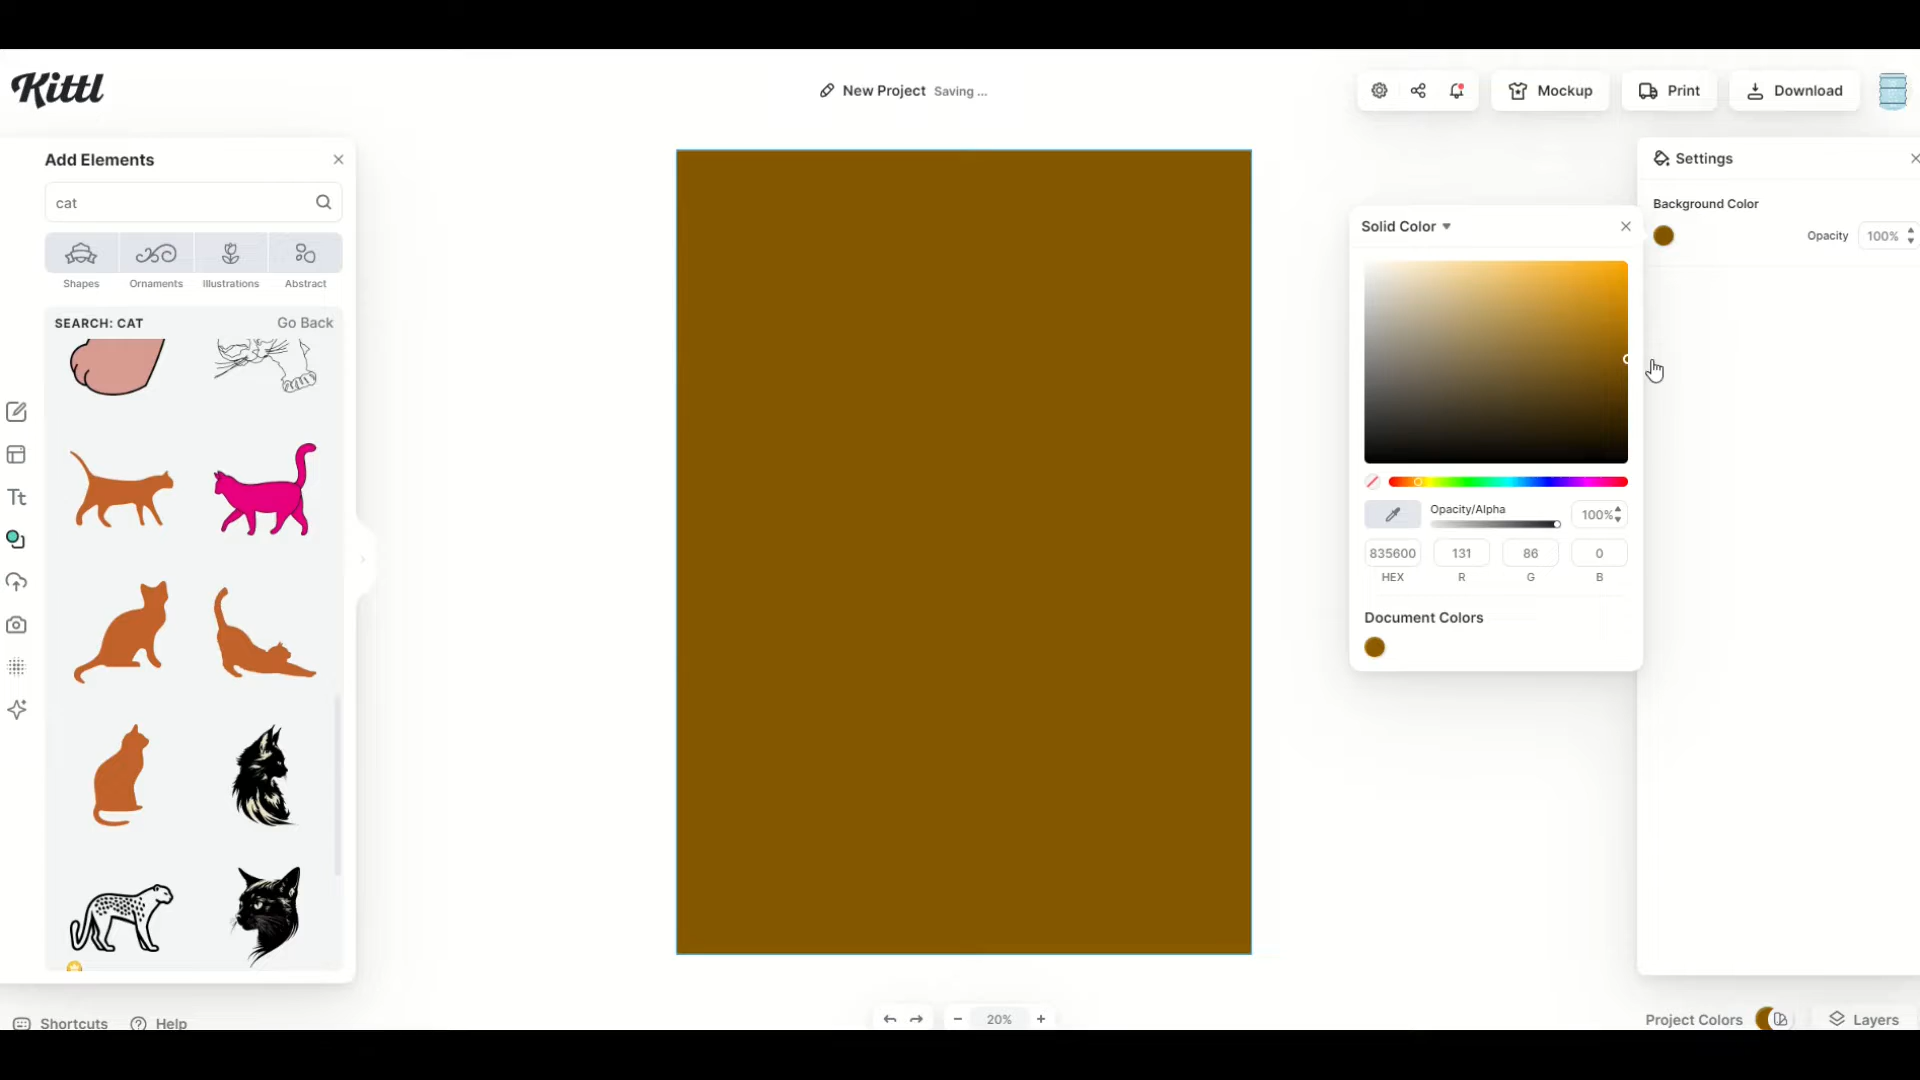 Kittl
New Project Saving ...
Mockup
Print
Download
Add Elements
cat
Shapes Ornaments Illustrations Abstract
SEARCH: CAT Go Back
Tt
Settings
Background Color
Opacity 100%
Solid Color
Opacity/Alpha 100%
835600 131 86 0
HEX R G B
Document Colors
Shortcuts Help
20%
Project Colors
Layers